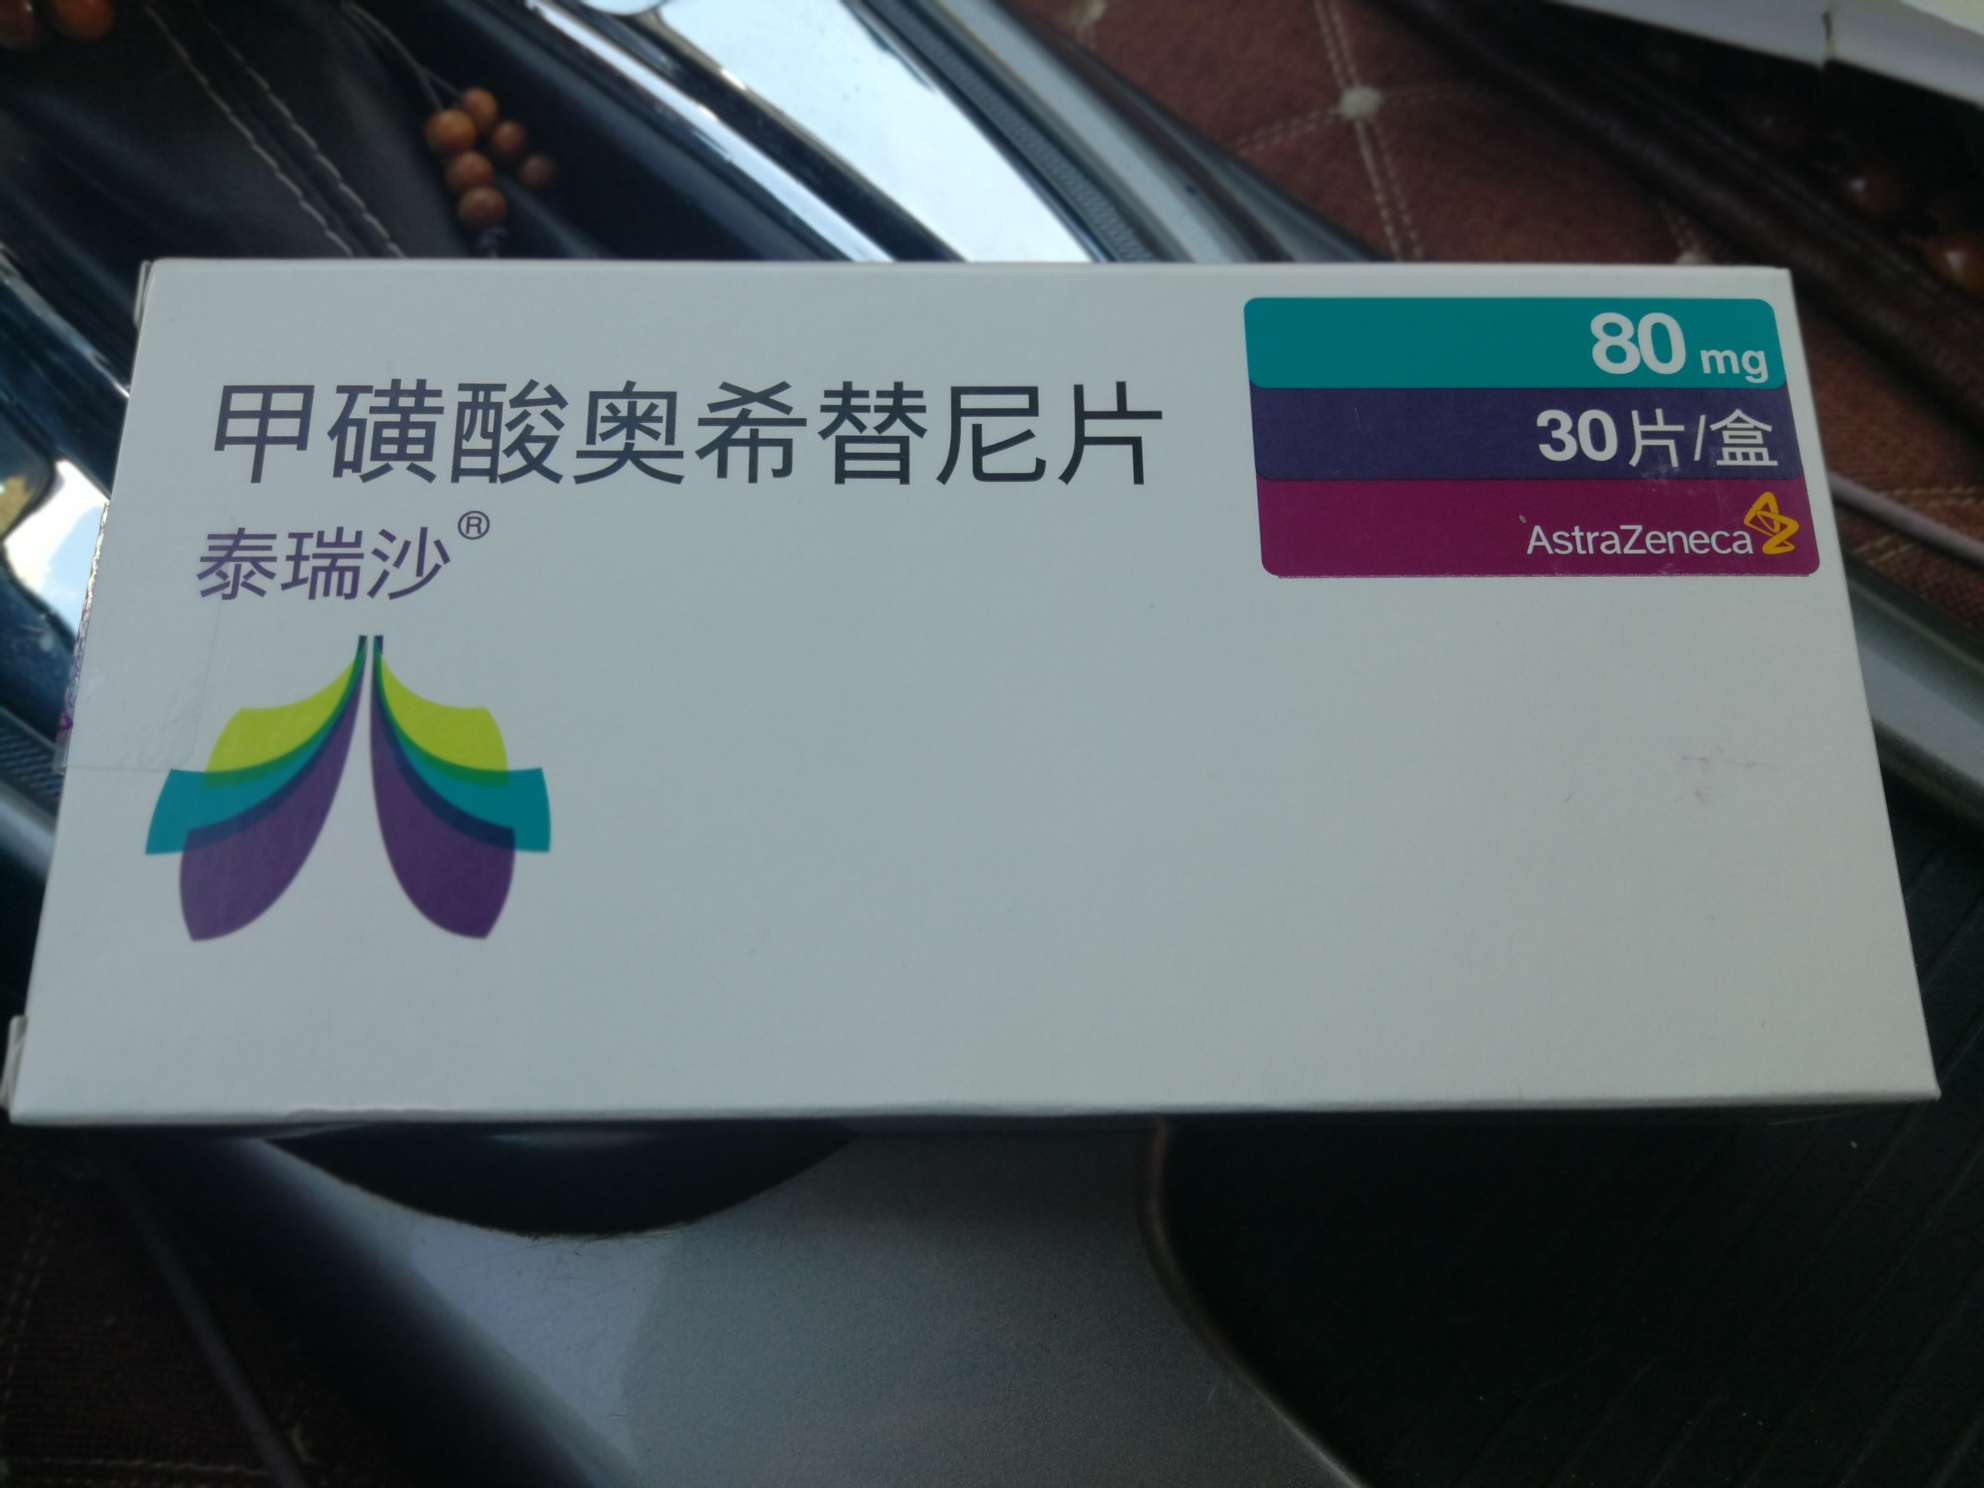 甲磺酸奥希替尼片
泰瑞沙®
80 mg
30片/盒
AstraZeneca